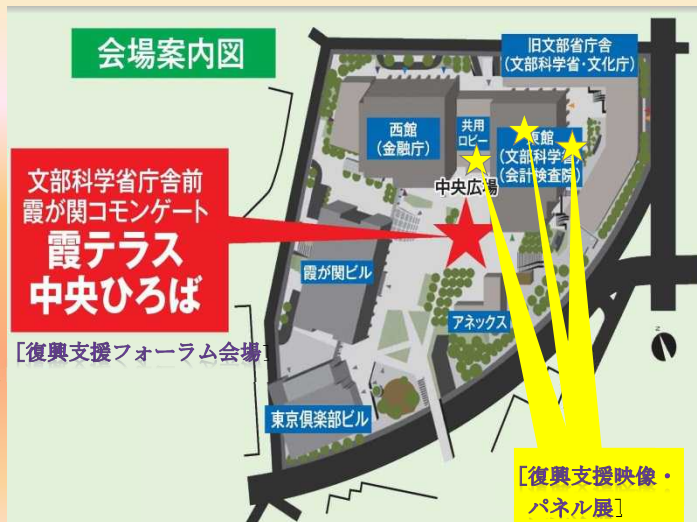 会場案内図
旧文部省庁舎
(文部科学省・文化庁)
西館
(金融庁)
共用
ロビー
東館
(文部科学省)
(会計検査院)
中央広場
文部科学省庁舎前
霞が関コモンゲート
霞テラス
中央ひろば
霞が関ビル
アネックス
[復興支援フォーラム会場]
東京倶楽部ビル
N
[復興支援映像・
パネル展]